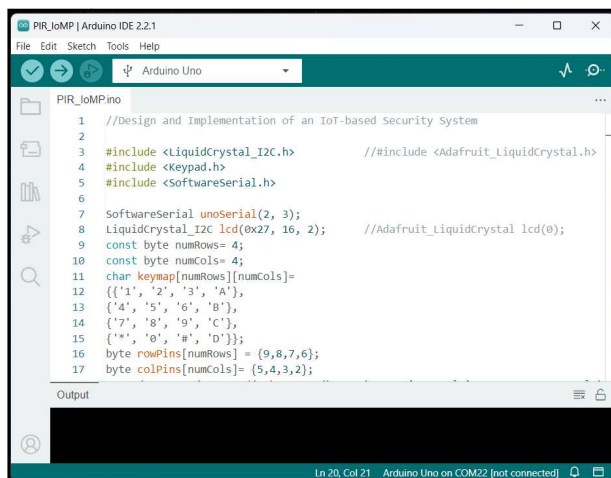 PIR_IoMP | Arduino IDE 2.2.1
File Edit Sketch Tools Help
Arduino Uno
PIR_IoMP.ino
1 //Design and Implementation of an IoT-based Security System
2
3 #include <LiquidCrystal_I2C.h> //#include <Adafruit_LiquidCrystal.h>
4 #include <Keypad.h>
5 #include <SoftwareSerial.h>
6
7 SoftwareSerial unoSerial(2, 3);
8 LiquidCrystal_I2C lcd(0x27, 16, 2); //Adafruit_LiquidCrystal lcd(0);
9 const byte numRows= 4;
10 const byte numCols= 4;
11 char keymap[numRows][numCols]=
12 {{'1', '2', '3', 'A'},
13 {'4', '5', '6', 'B'},
14 {'7', '8', '9', 'C'},
15 {'*', '0', '#', 'D'}};
16 byte rowPins[numRows] = {9,8,7,6};
17 byte colPins[numCols]= {5,4,3,2};
Output
Ln 20, Col 21 Arduino Uno on COM22 [not connected]